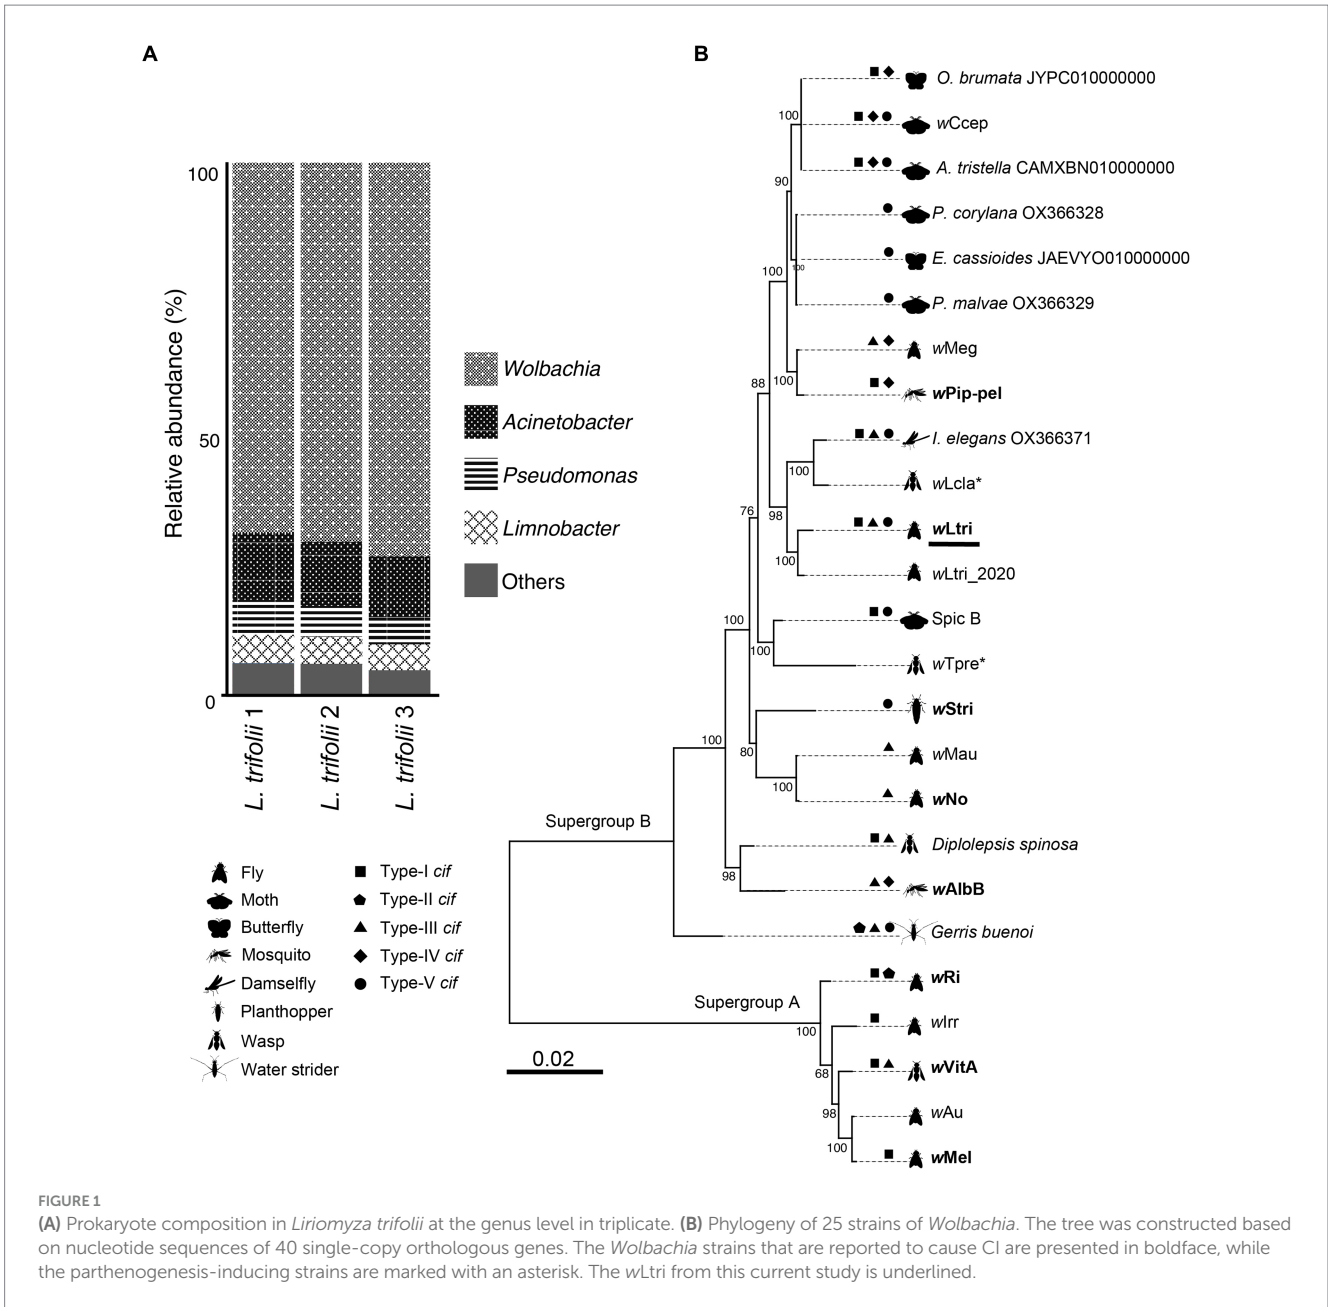 A
100
50
0
Relative abundance (%)
L. trifolii 1
L. trifolii 2
L. trifolii 3
Wolbachia
Acinetobacter
Pseudomonas
Limnobacter
Others
Fly
Moth
Butterfly
Mosquito
Damselfly
Planthopper
Wasp
Water strider
Type-I cif
Type-II cif
Type-III cif
Type-IV cif
Type-V cif
B
O. brumata JYPC010000000
100
wCcep
A. tristella CAMXBN010000000
90
P. corylana OX366328
E. cassioides JAEVYO010000000
100
100
P. malvae OX366329
wMeg
100
88
wPip-pel
I. elegans OX366371
100
wLcla*
76
98
wLtri
100
wLtri_2020
100
Spic B
100
wTpre*
wStri
100
80
wMau
100
wNo
Supergroup B
Diplolepsis spinosa
98
wAlbB
Gerris buenoi
wRi
Supergroup A
100
wIrr
68
wVitA
98
wAu
100
wMel
0.02
FIGURE 1
(A) Prokaryote composition in Liriomyza trifolii at the genus level in triplicate. (B) Phylogeny of 25 strains of Wolbachia. The tree was constructed based
on nucleotide sequences of 40 single-copy orthologous genes. The Wolbachia strains that are reported to cause CI are presented in boldface, while
the parthenogenesis-inducing strains are marked with an asterisk. The wLtri from this current study is underlined.